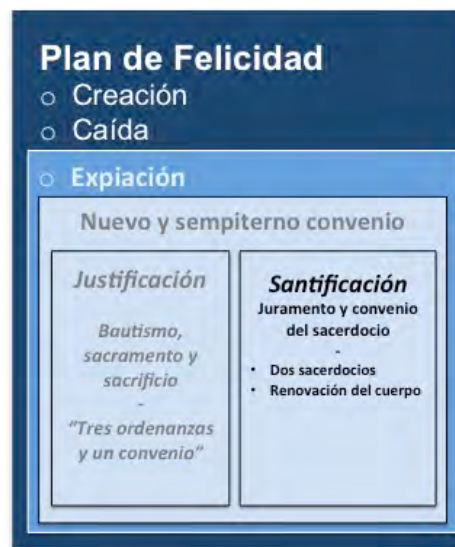 Plan de Felicidad
o Creación
o Caída
o Expiación
Nuevo y sempiterno convenio
Justificación
Bautismo,
sacramento y
sacrificio
-
"Tres ordenanzas
y un convenio"
Santificación
Juramento y convenio
del sacerdocio
-
• Dos sacerdocios
• Renovación del cuerpo